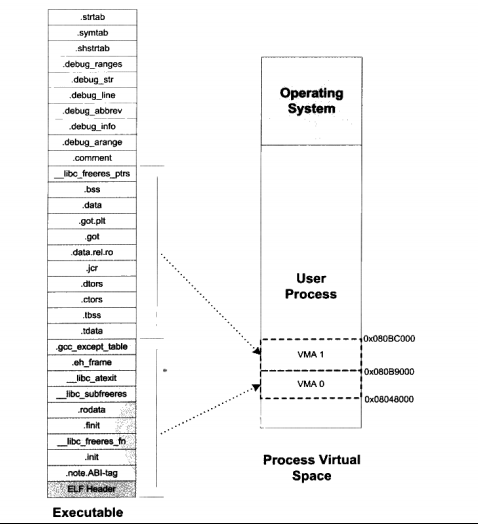 .strtab
.symtab
.shstrtab
.debug_ranges
.debug_str
.debug_line
.debug_abbrev
.debug_info
.debug_arange
.comment
__libc_freeres_ptrs
.bss
.data
.got.plt
.got
.data.rel.ro
.jcr
.dtors
.ctors
.tbss
.tdata
.gcc_except_table
.eh_frame
__libc_atexit
__libc_subfreeres
.rodata
.finit
__libc_freeres_fn
.init
.note.ABI-tag
ELF Header
Executable
Operating
System
User
Process
0x080BC000
VMA 1
0x080B9000
VMA 0
0x08048000
Process Virtual
Space